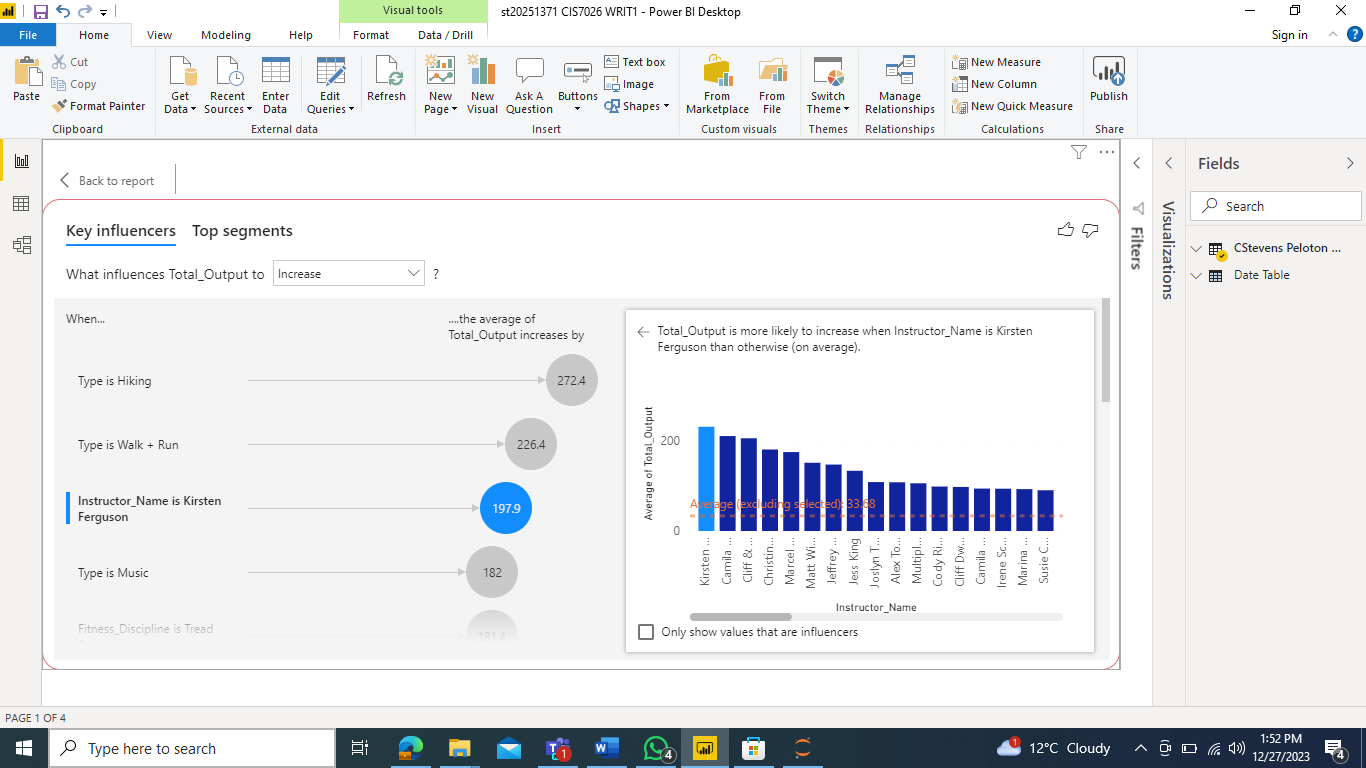 Visual tools
st20251371 CIS7026 WRIT1 - Power BI Desktop
File
Home
View
Modeling
Help
Format
Data / Drill
Sign in
?
Paste
Cut
Copy
Format Painter
Clipboard
Get Data
Recent Sources
Enter Data
Edit Queries
Refresh
External data
New Page
New Visual
Ask A Question
Buttons
Text box
Image
Shapes
Insert
From Marketplace
From File
Custom visuals
Switch Theme
Themes
Manage Relationships
Relationships
New Measure
New Column
New Quick Measure
Calculations
Publish
Share
Back to report
Key influencers
Top segments
What influences Total_Output to
Increase
?
When...
....the average of
Total_Output increases by
Type is Hiking
272.4
Type is Walk + Run
226.4
Instructor_Name is Kirsten
Ferguson
197.9
Type is Music
182
Fitness_Discipline is Tread
181.4
Total_Output is more likely to increase when Instructor_Name is Kirsten
Ferguson than otherwise (on average).
Average of Total_Output
200
0
Average (excluding selected): 33.68
Kirsten ...
Camila ...
Cliff & ...
Christin...
Marcel ...
Matt Wi...
Jeffrey ...
Jess King
Joslyn T...
Alex To...
Multipl...
Cody Ri...
Cliff Dw...
Camila ...
Irene Sc...
Marina ...
Susie C...
Instructor_Name
Only show values that are influencers
Filters
Visualizations
Fields
Search
CStevens Peloton ...
Date Table
PAGE 1 OF 4
Type here to search
1
4
1
12°C Cloudy
1:52 PM
12/27/2023
4